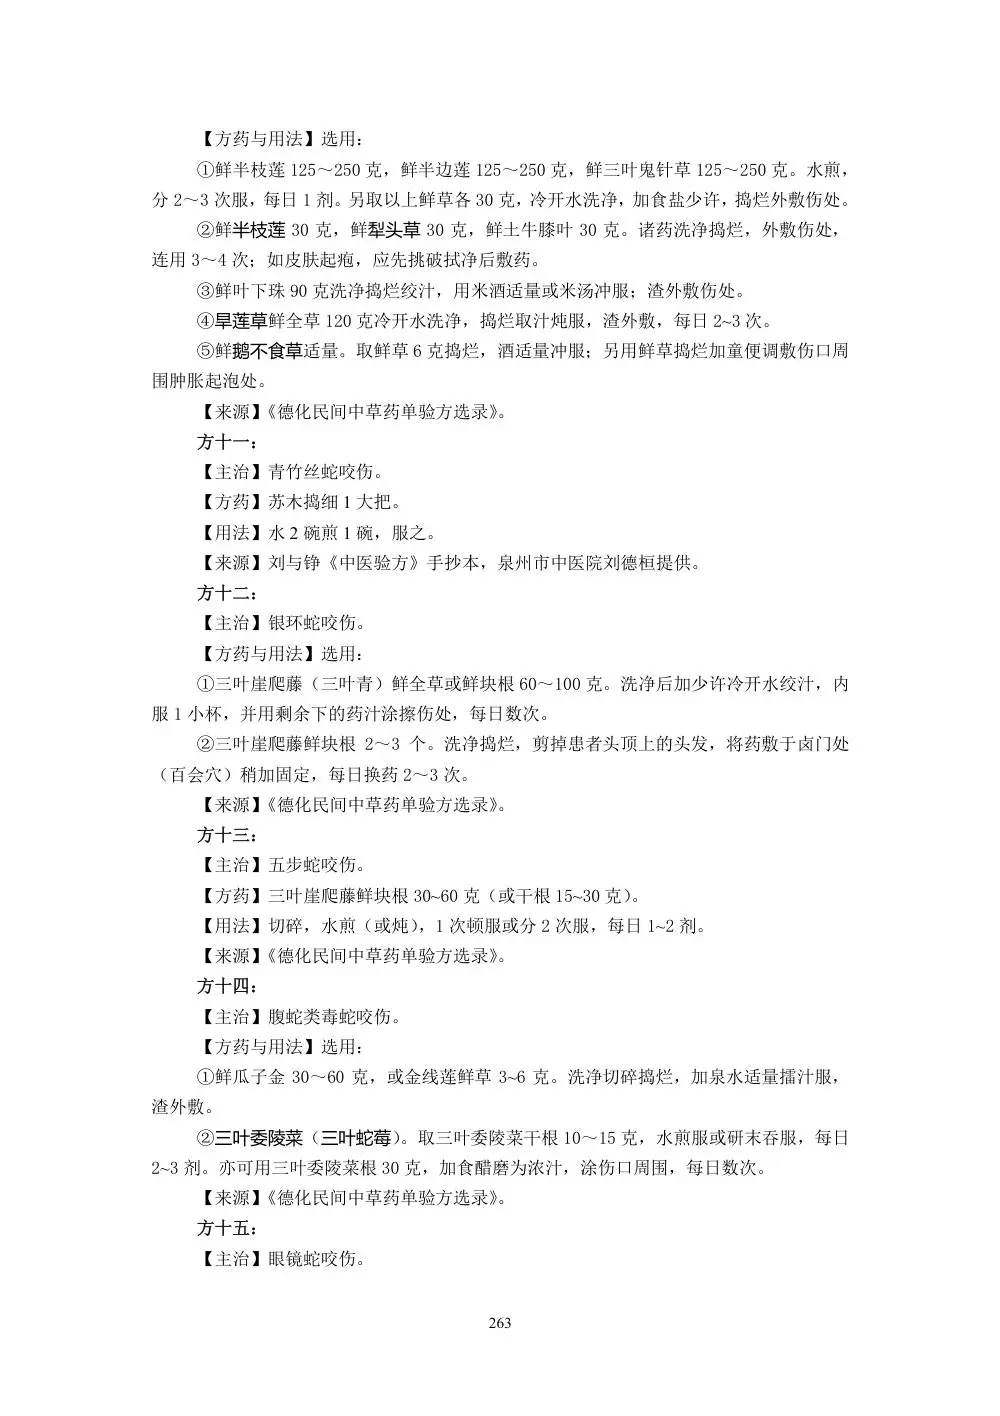 【方药与用法】选用：
①鲜半枝莲 125～250 克，鲜半边莲 125～250 克，鲜三叶鬼针草 125～250 克。水煎，
分 2～3 次服，每日 1 剂。另取以上鲜草各 30 克，冷开水洗净，加食盐少许，捣烂外敷伤处。
②鲜半枝莲 30 克，鲜犁头草 30 克，鲜土牛膝叶 30 克。诸药洗净捣烂，外敷伤处，
连用 3～4 次；如皮肤起疱，应先挑破拭净后敷药。
③鲜叶下珠 90 克洗净捣烂绞汁，用米酒适量或米汤冲服；渣外敷伤处。
④旱莲草鲜全草 120 克冷开水洗净，捣烂取汁炖服，渣外敷，每日 2~3 次。
⑤鲜鹅不食草适量。取鲜草 6 克捣烂，酒适量冲服；另用鲜草捣烂加童便调敷伤口周
围肿胀起泡处。
【来源】《德化民间中草药单验方选录》。
方十一：
【主治】青竹丝蛇咬伤。
【方药】苏木捣细 1 大把。
【用法】水 2 碗煎 1 碗，服之。
【来源】刘与铮《中医验方》手抄本，泉州市中医院刘德桓提供。
方十二：
【主治】银环蛇咬伤。
【方药与用法】选用：
①三叶崖爬藤（三叶青）鲜全草或鲜块根 60～100 克。洗净后加少许冷开水绞汁，内
服 1 小杯，并用剩余下的药汁涂擦伤处，每日数次。
②三叶崖爬藤鲜块根 2～3 个。洗净捣烂，剪掉患者头顶上的头发，将药敷于卤门处
（百会穴）稍加固定，每日换药 2～3 次。
【来源】《德化民间中草药单验方选录》。
方十三：
【主治】五步蛇咬伤。
【方药】三叶崖爬藤鲜块根 30~60 克（或干根 15~30 克）。
【用法】切碎，水煎（或炖），1 次顿服或分 2 次服，每日 1~2 剂。
【来源】《德化民间中草药单验方选录》。
方十四：
【主治】腹蛇类毒蛇咬伤。
【方药与用法】选用：
①鲜瓜子金 30～60 克，或金线莲鲜草 3~6 克。洗净切碎捣烂，加泉水适量擂汁服，
渣外敷。
②三叶委陵菜（三叶蛇莓）。取三叶委陵菜干根 10～15 克，水煎服或研末吞服，每日
2~3 剂。亦可用三叶委陵菜根 30 克，加食醋磨为浓汁，涂伤口周围，每日数次。
【来源】《德化民间中草药单验方选录》。
方十五：
【主治】眼镜蛇咬伤。
263